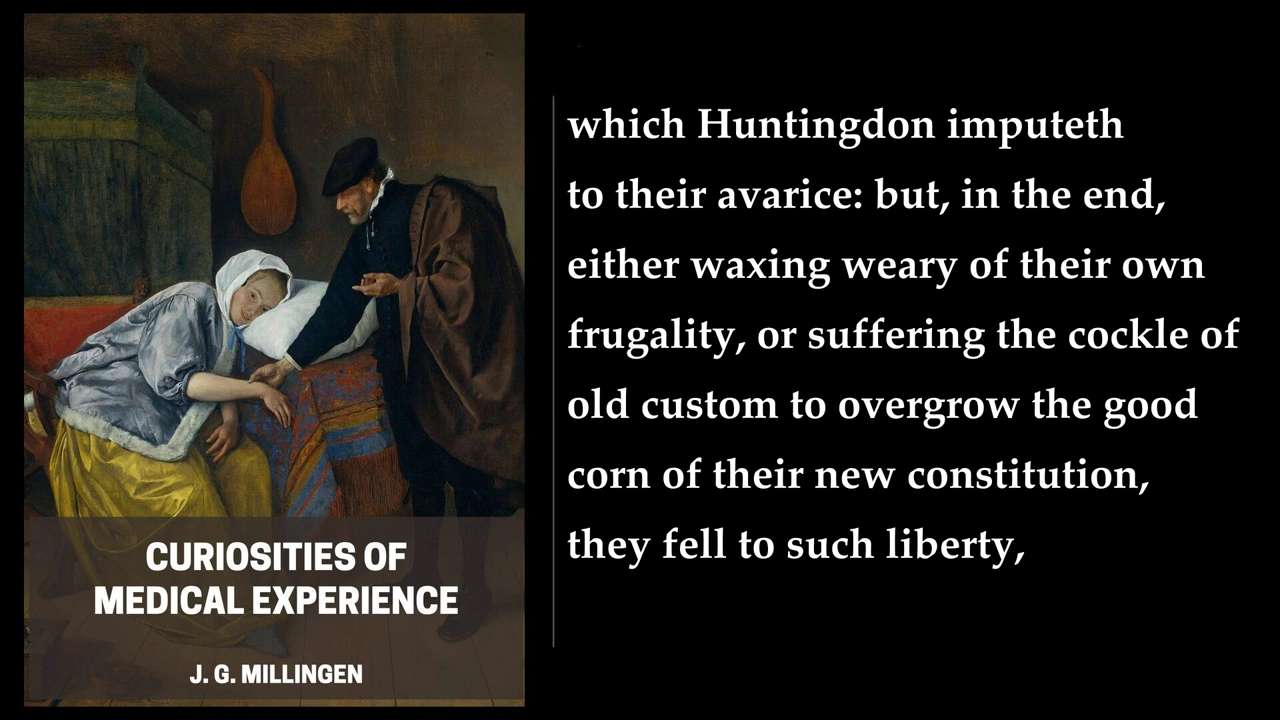 which Huntingdon imputeth
to their avarice: but, in the end,
either waxing weary of their own
frugality, or suffering the cockle of
old custom to overgrow the good
corn of their new constitution,
they fell to such liberty,
CURIOSITIES OF
MEDICAL EXPERIENCE
J. G. MILLINGEN